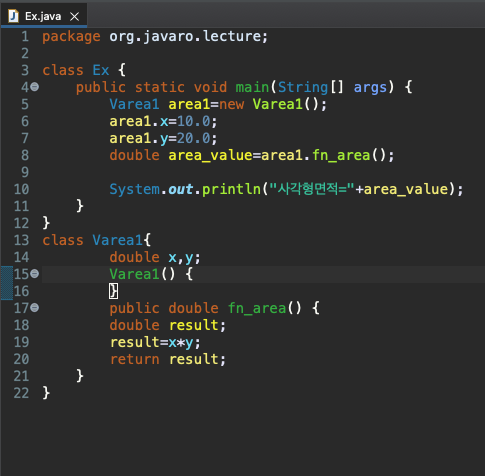 Ex.java
1 package org.javaro.lecture;
2
3 class Ex {
4 public static void main(String[] args) {
5 Varea1 area1=new Varea1();
6 area1.x=10.0;
7 area1.y=20.0;
8 double area_value=area1.fn_area();
9
10 System.out.println("사각형면적="+area_value);
11 }
12 }
13 class Varea1{
14 double x,y;
15 Varea1() {
16 }
17 public double fn_area() {
18 double result;
19 result=x*y;
20 return result;
21 }
22 }